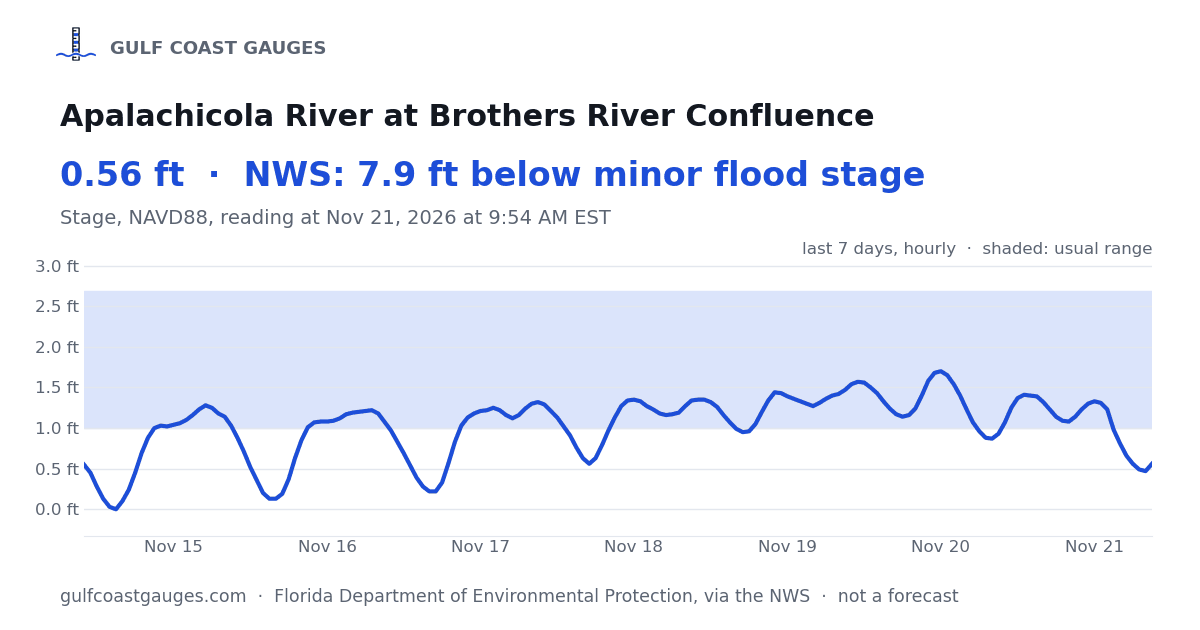 GULF COAST GAUGES
Apalachicola River at Brothers River Confluence
0.56 ft · NWS: 7.9 ft below minor flood stage
Stage, NAVD88, reading at Nov 21, 2026 at 9:54 AM EST
last 7 days, hourly · shaded: usual range
3.0 ft
2.5 ft
2.0 ft
1.5 ft
1.0 ft
0.5 ft
0.0 ft
Nov 15 Nov 16 Nov 17 Nov 18 Nov 19 Nov 20 Nov 21
gulfcoastgauges.com · Florida Department of Environmental Protection, via the NWS · not a forecast